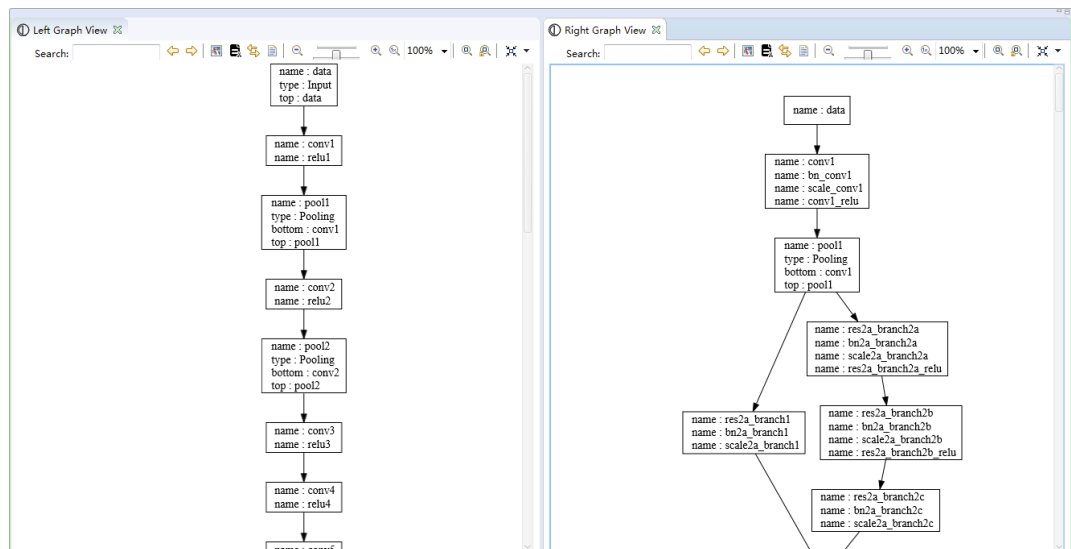 Left Graph View
Search:
100%
name : data
type : Input
top : data
name : conv1
name : relu1
name : pool1
type : Pooling
bottom : conv1
top : pool1
name : conv2
name : relu2
name : pool2
type : Pooling
bottom : conv2
top : pool2
name : conv3
name : relu3
name : conv4
name : relu4
name : conv5
Right Graph View
Search:
100%
name : data
name : conv1
name : bn_conv1
name : scale_conv1
name : conv1_relu
name : pool1
type : Pooling
bottom : conv1
top : pool1
name : res2a_branch2a
name : bn2a_branch2a
name : scale2a_branch2a
name : res2a_branch2a_relu
name : res2a_branch1
name : bn2a_branch1
name : scale2a_branch1
name : res2a_branch2b
name : bn2a_branch2b
name : scale2a_branch2b
name : res2a_branch2b_relu
name : res2a_branch2c
name : bn2a_branch2c
name : scale2a_branch2c